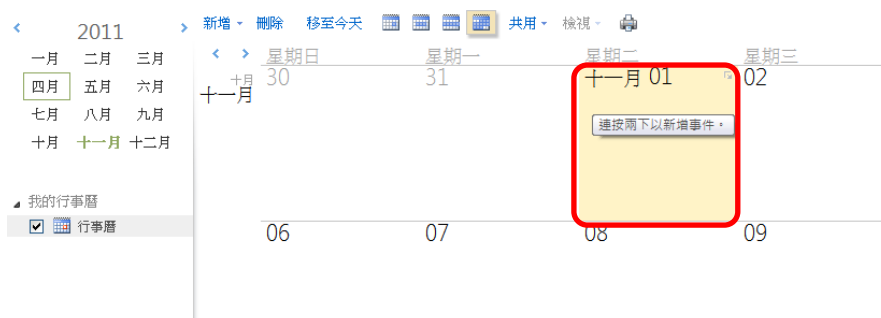 2011
一月 二月 三月
四月 五月 六月
七月 八月 九月
十月 十一月 十二月
我的行事曆
行事曆
新增 刪除 移至今天 共用 檢視
星期日 星期一 星期二 星期三
十月
十一月
30 31 十一月 01 02
連按兩下以新增事件。
06 07 08 09